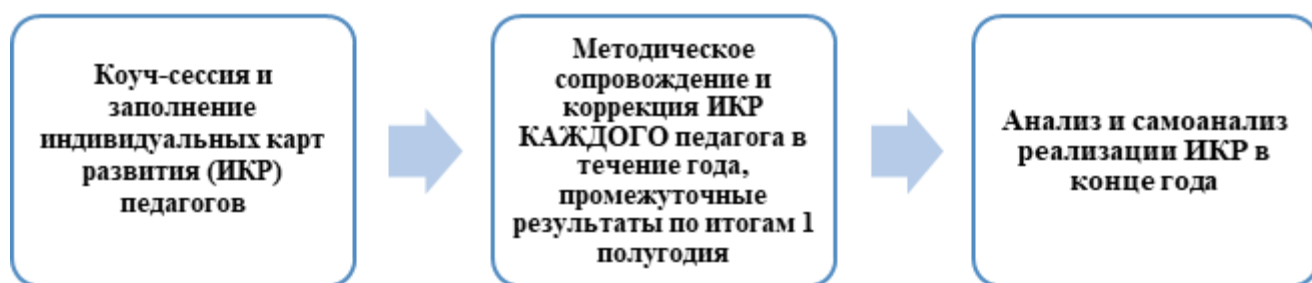 Коуч-сессия и
заполнение
индивидуальных карт
развития (ИКР)
педагогов
Методическое
сопровождение и
коррекция ИКР
КАЖДОГО педагога в
течение года,
промежуточные
результаты по итогам 1
полугодия
Анализ и самоанализ
реализации ИКР в
конце года